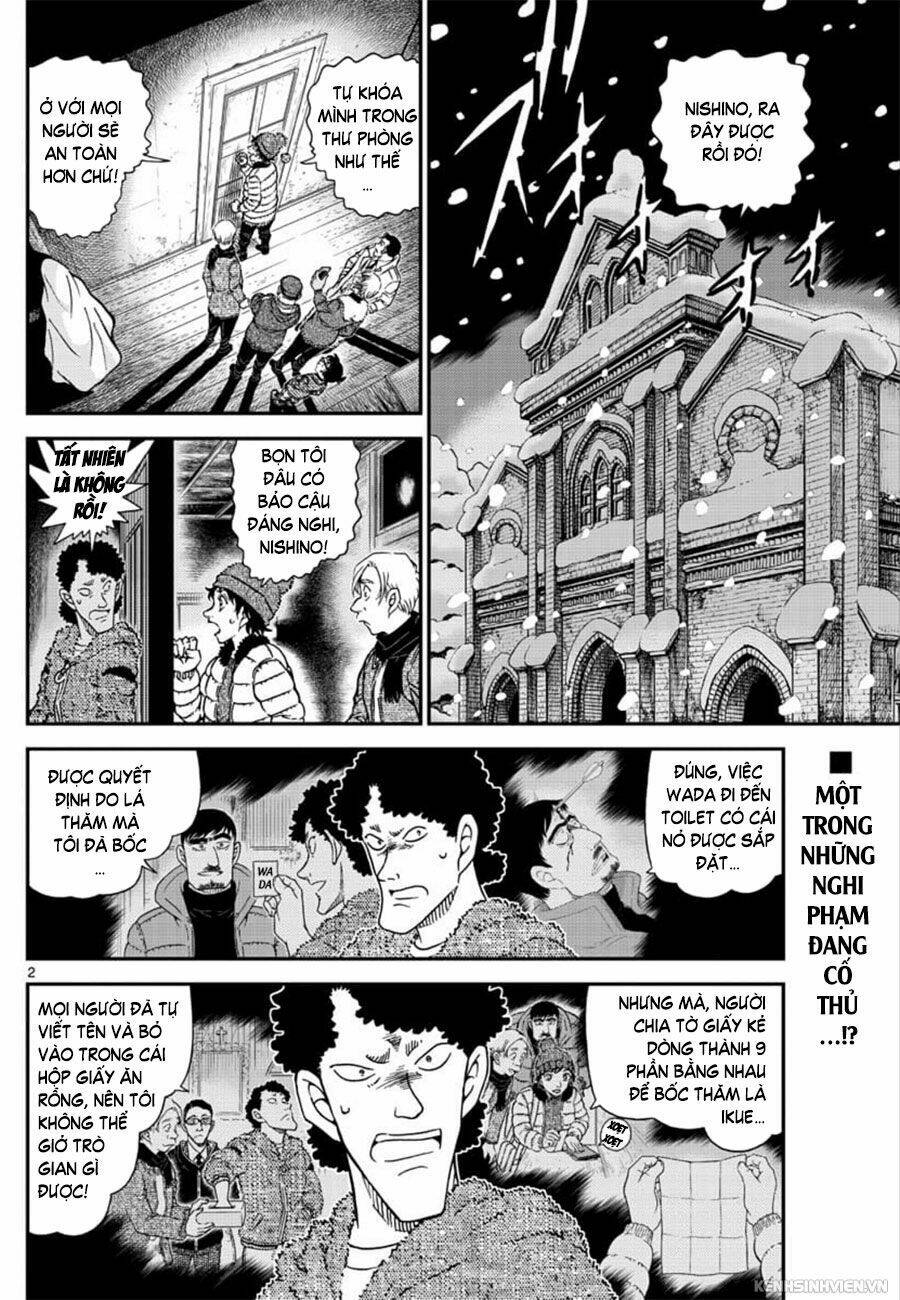 NISHINO, RA
ĐÂY ĐƯỢC
RỒI ĐÓ!
TỰ KHÓA
MÌNH TRONG
THƯ PHÒNG
NHƯ THẾ
...
Ở VỚI MỌI
NGƯỜI SẼ
AN TOÀN
HƠN CHỨ!
BỌN TÔI
ĐÂU CÓ
BẢO CẬU
ĐÁNG NGHI,
NISHINO!
TẤT NHIÊN
LÀ KHÔNG
RỒI!
■ MỘT
TRONG
NHỮNG
NGHI
PHẠM
ĐANG
CỐ
THỦ
...!?
ĐÚNG, VIỆC
WADA ĐI ĐẾN
TOILET CÓ CÁI
NỎ ĐƯỢC SẮP
ĐẶT...
WA
DA
ĐƯỢC QUYẾT
ĐỊNH DO LÁ
THĂM MÀ
TÔI ĐÃ BỐC
...
2
NHƯNG MÀ, NGƯỜI
CHIA TỜ GIẤY KẺ
DÒNG THÀNH 9
PHẦN BẰNG NHAU
ĐỂ BỐC THĂM LÀ
IKUE...
XOẸT
XOẸT
MỌI NGƯỜI ĐÃ TỰ
VIẾT TÊN VÀ BỎ
VÀO TRONG CÁI
HỘP GIẤY ĂN
RỖNG, NÊN TÔI
KHÔNG THỂ
GIỞ TRÒ
GIAN GÌ
ĐƯỢC!
KENHSINHVIEN.VN